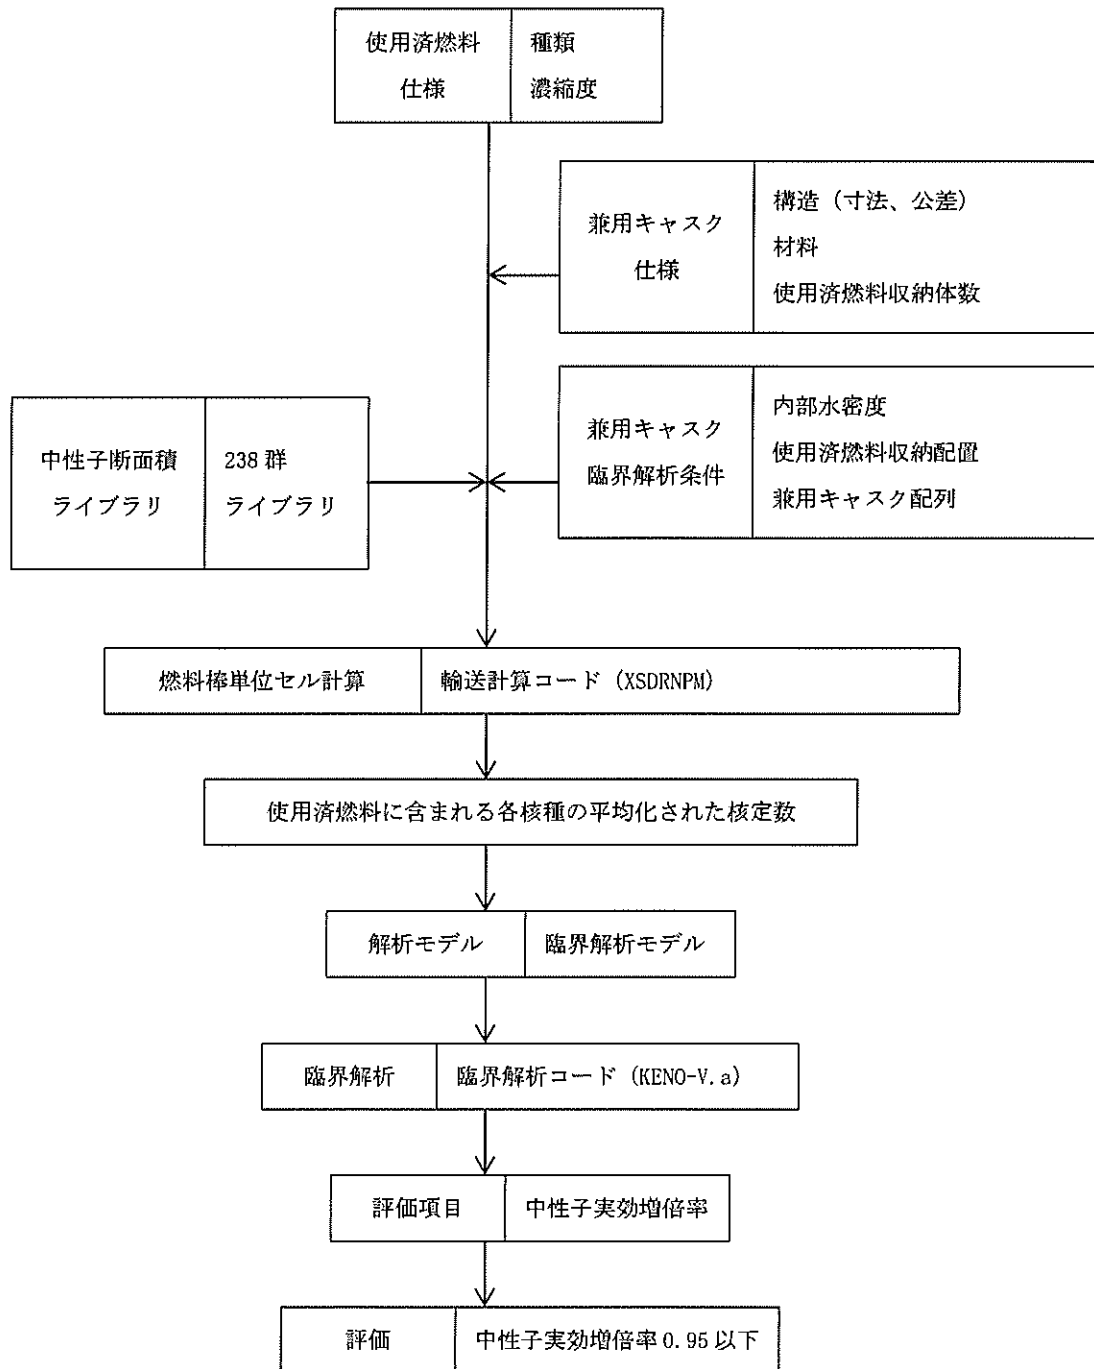 使用済燃料
仕様
種類
濃縮度
兼用キャスク
仕様
構造（寸法、公差）
材料
使用済燃料収納体数
中性子断面積
ライブラリ
238 群
ライブラリ
兼用キャスク
臨界解析条件
内部水密度
使用済燃料収納配置
兼用キャスク配列
燃料棒単位セル計算
輸送計算コード（XSDRNPM）
使用済燃料に含まれる各核種の平均化された核定数
解析モデル
臨界解析モデル
臨界解析
臨界解析コード（KENO-V.a）
評価項目
中性子実効増倍率
評価
中性子実効増倍率 0.95 以下